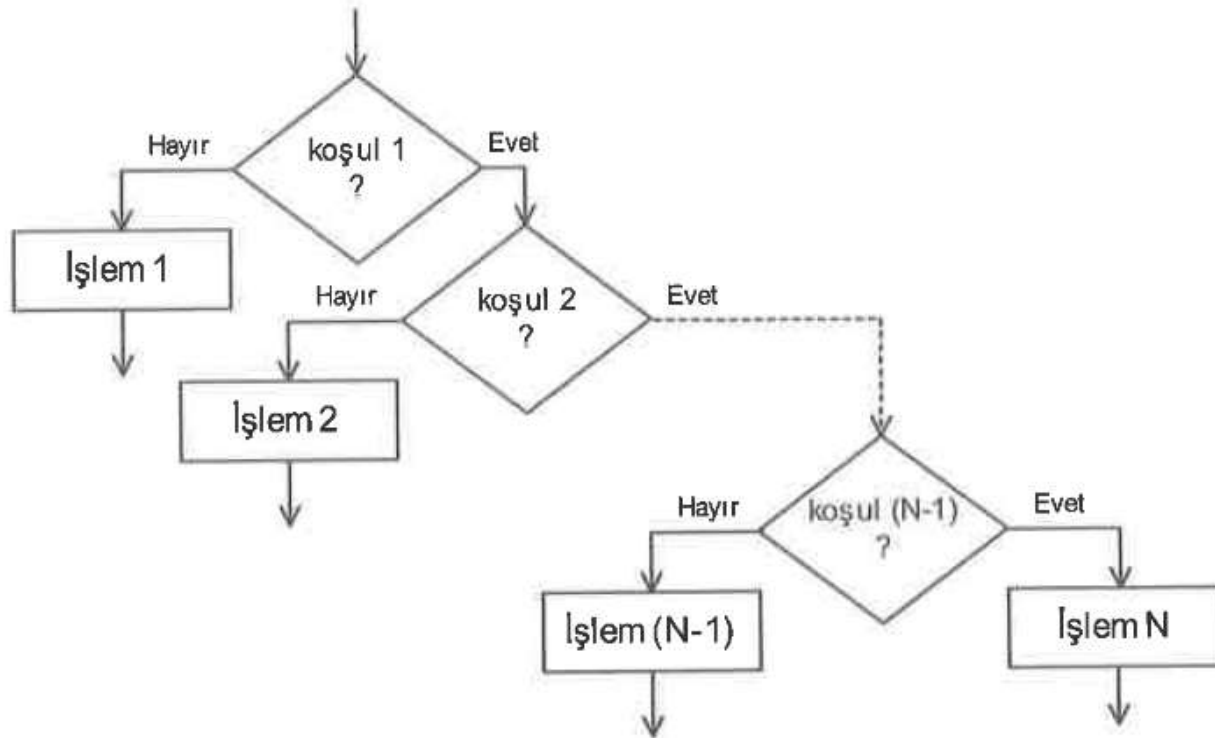 Hayır
koşul 1
?
Evet
İşlem 1
Hayır
koşul 2
?
Evet
İşlem 2
Hayır
koşul (N-1)
?
Evet
İşlem (N-1)
İşlem N